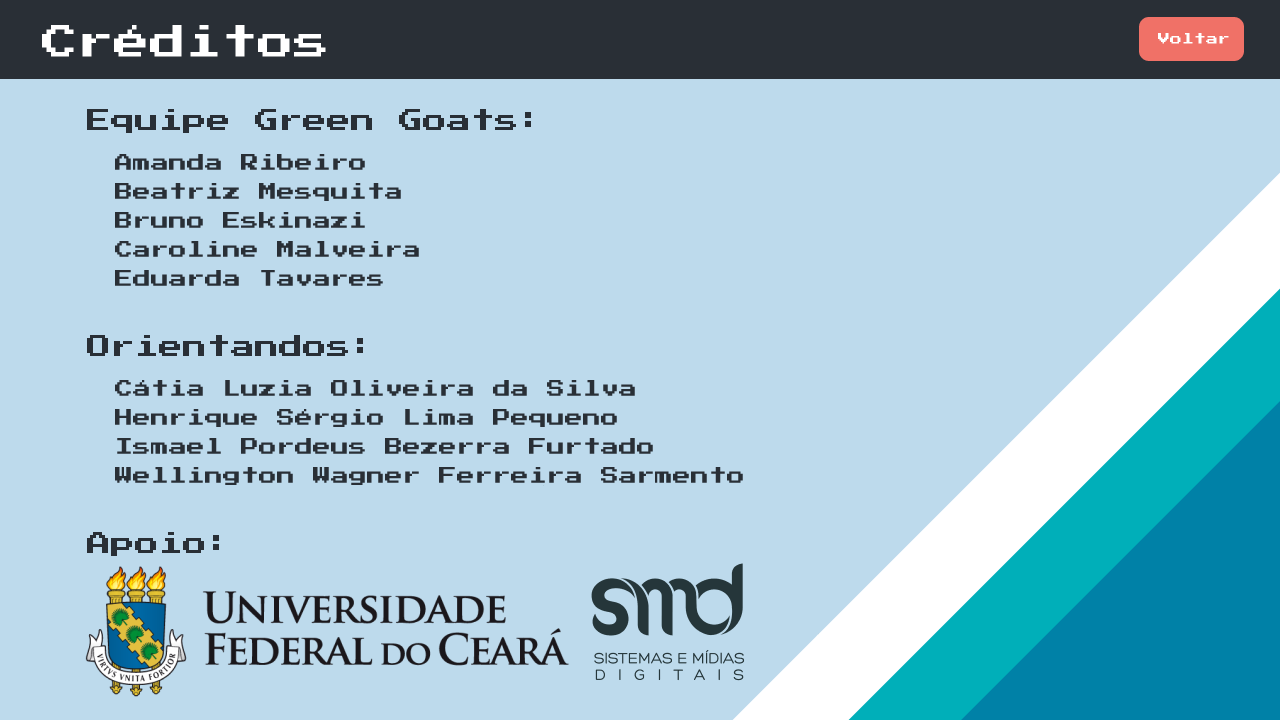 Créditos
Voltar
Equipe Green Goats:
Amanda Ribeiro
Beatriz Mesquita
Bruno Eskinazi
Caroline Malveira
Eduarda Tavares
Orientandos:
Cátia Luzia Oliveira da Silva
Henrique Sérgio Lima Pequeno
Ismael Pordeus Bezerra Furtado
Wellington Wagner Ferreira Sarmento
Apoio:
VIRTVS VNITA FORTIOR
UNIVERSIDADE
FEDERAL DO CEARÁ
smd
SISTEMAS E MÍDIAS
DIGITAIS